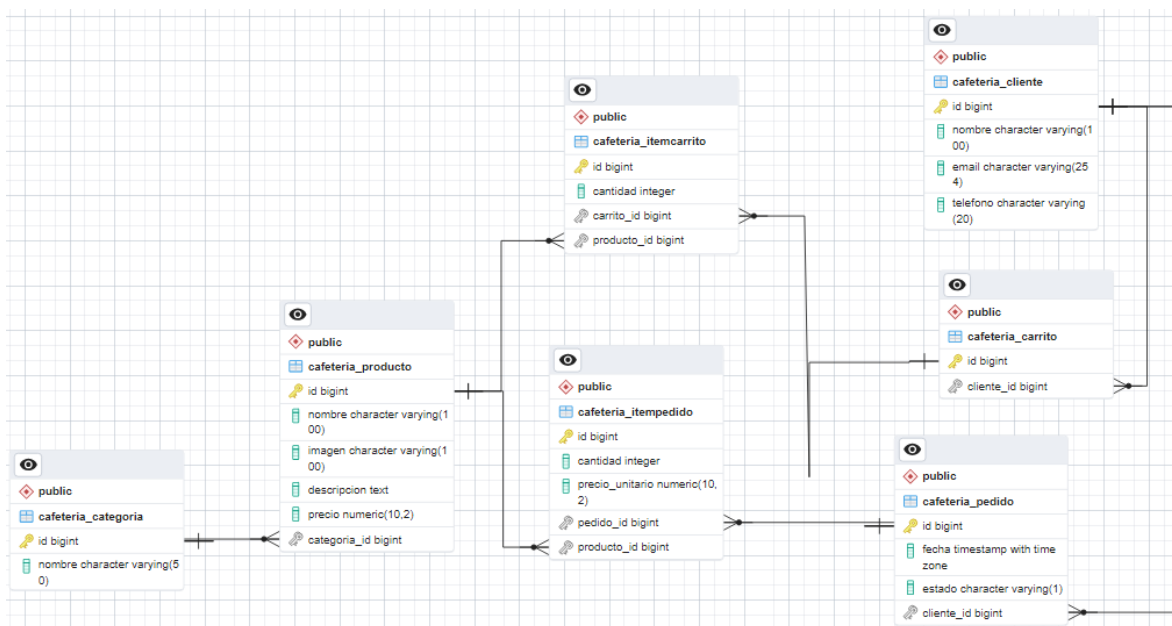 public
cafeteria_cliente
id bigint
nombre character varying(1
00)
email character varying(25
4)
telefono character varying
(20)
public
cafeteria_itemcarrito
id bigint
cantidad integer
carrito_id bigint
producto_id bigint
public
cafeteria_carrito
id bigint
cliente_id bigint
public
cafeteria_producto
id bigint
nombre character varying(1
00)
imagen character varying(1
00)
descripcion text
precio numeric(10,2)
categoria_id bigint
public
cafeteria_itempedido
id bigint
cantidad integer
precio_unitario numeric(10,
2)
pedido_id bigint
producto_id bigint
public
cafeteria_pedido
id bigint
fecha timestamp with time
zone
estado character varying(1)
cliente_id bigint
public
cafeteria_categoria
id bigint
nombre character varying(5
0)